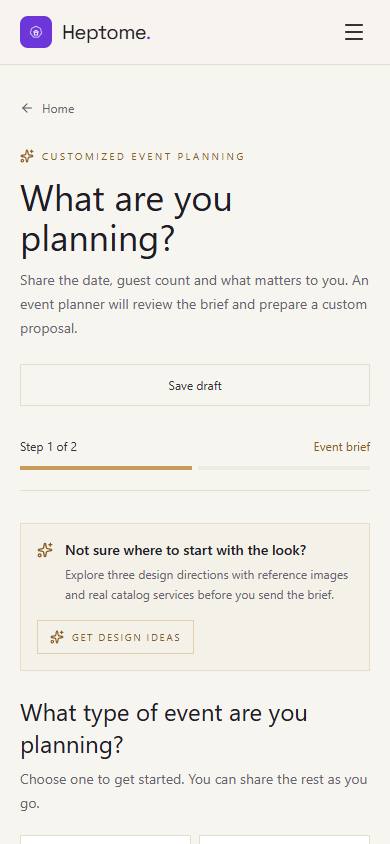 Heptome.
Home
CUSTOMIZED EVENT PLANNING
What are you
planning?
Share the date, guest count and what matters to you. An
event planner will review the brief and prepare a custom
proposal.
Save draft
Step 1 of 2
Event brief
Not sure where to start with the look?
Explore three design directions with reference images
and real catalog services before you send the brief.
GET DESIGN IDEAS
What type of event are you
planning?
Choose one to get started. You can share the rest as you
go.